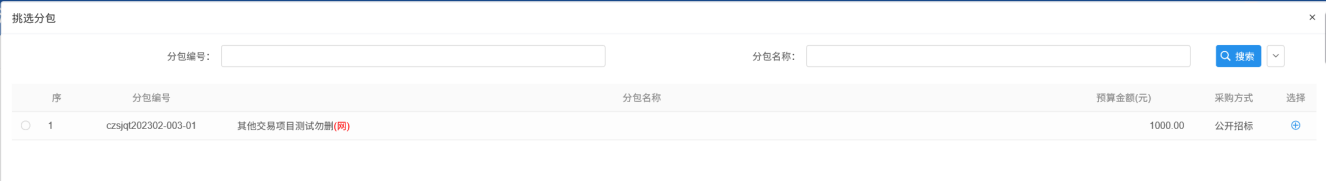 挑选分包 ×
分包编号： 分包名称： 搜索
序 分包编号 分包名称 预算金额(元) 采购方式 选择
1 czsjqt202302-003-01 其他交易项目测试勿删(网) 1000.00 公开招标